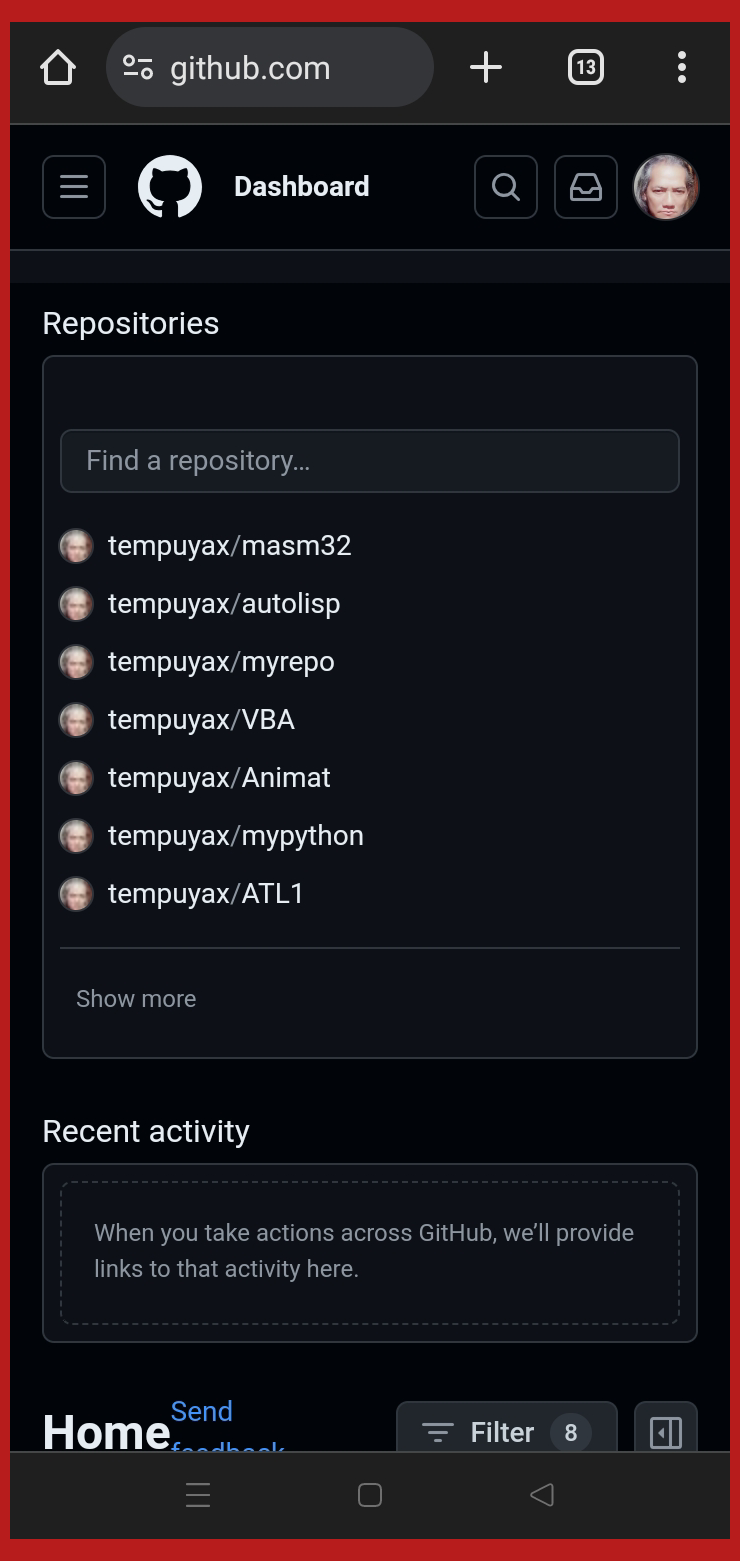 github.com
13
Dashboard
Repositories
Find a repository…
tempuyax/masm32
tempuyax/autolisp
tempuyax/myrepo
tempuyax/VBA
tempuyax/Animat
tempuyax/mypython
tempuyax/ATL1
Show more
Recent activity
When you take actions across GitHub, we’ll provide
links to that activity here.
Home
Send
feedback
Filter 8